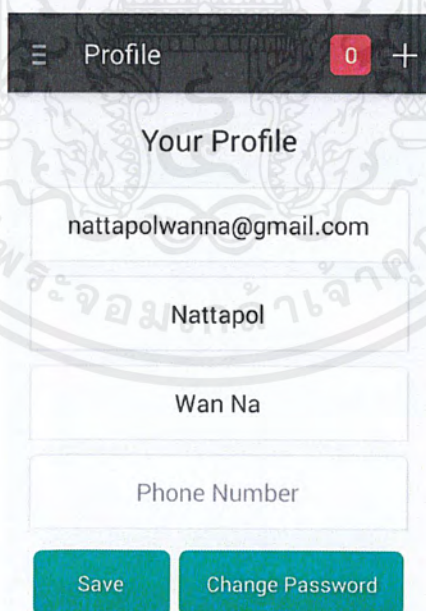 Profile 0 +
Your Profile
nattapolwanna@gmail.com
Nattapol
Wan Na
Phone Number
Save Change Password